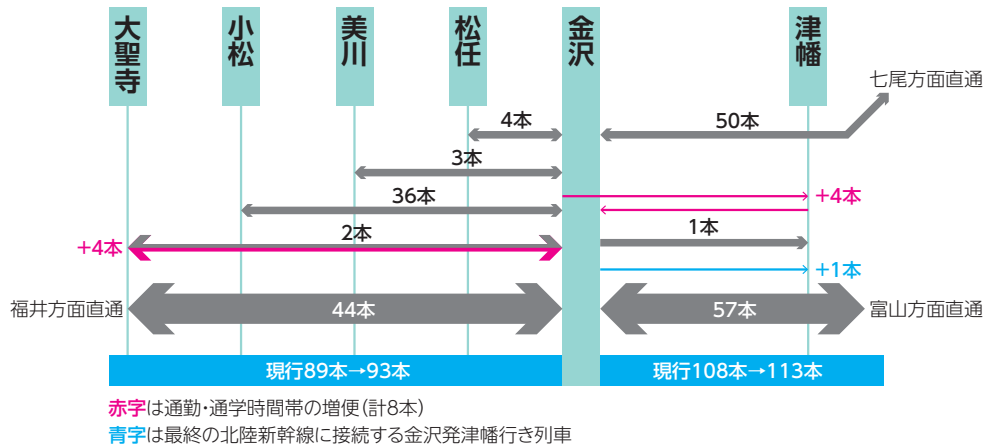 大聖寺
小松
美川
松任
金沢
津幡
七尾方面直通
4本
50本
3本
36本
+4本
2本
1本
+4本
+1本
福井方面直通
44本
57本
富山方面直通
現行89本→93本
現行108本→113本
赤字は通勤・通学時間帯の増便(計8本)
青字は最終の北陸新幹線に接続する金沢発津幡行き列車